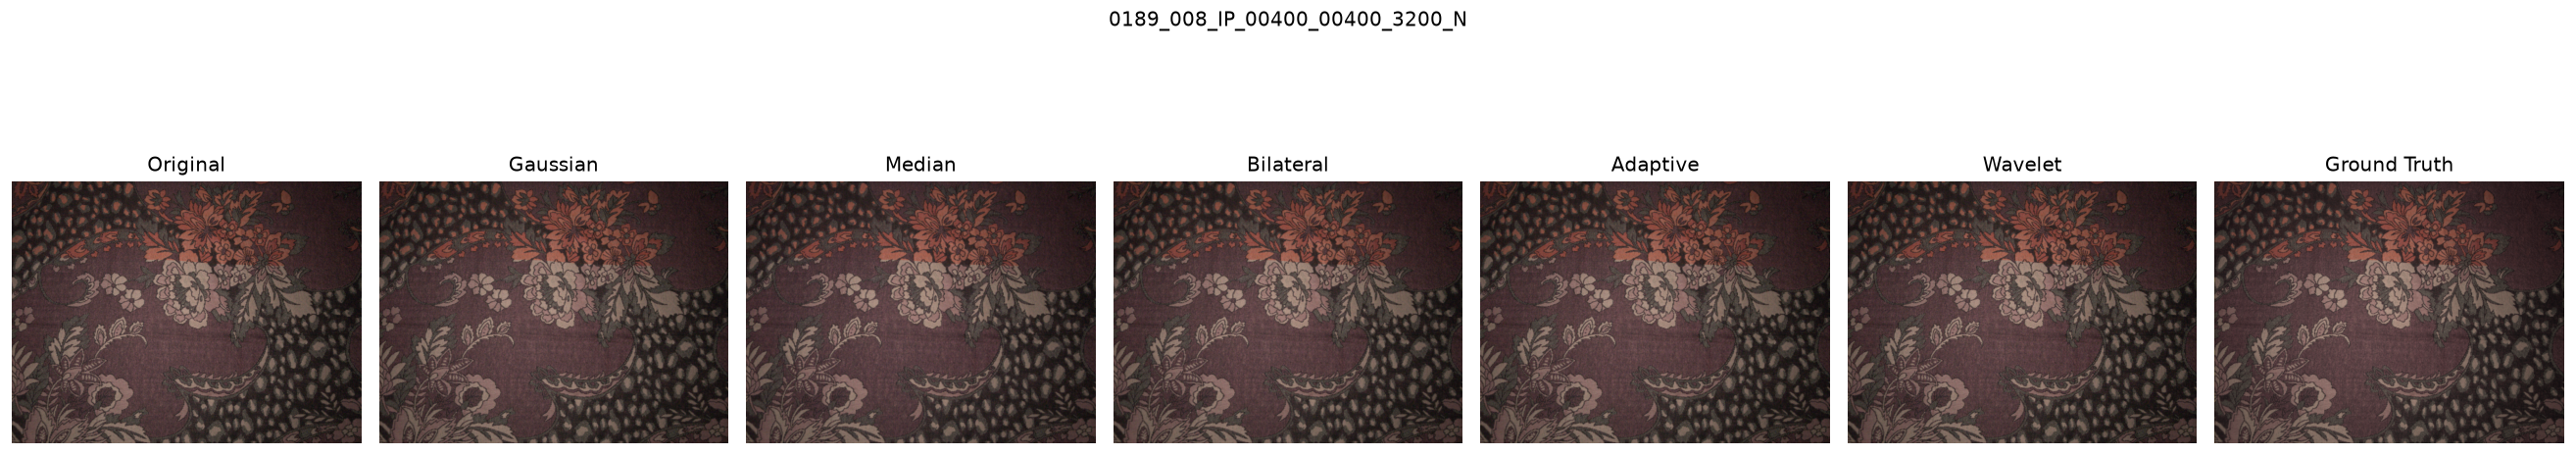 0189_008_IP_00400_00400_3200_N
Original
Gaussian
Median
Bilateral
Adaptive
Wavelet
Ground Truth